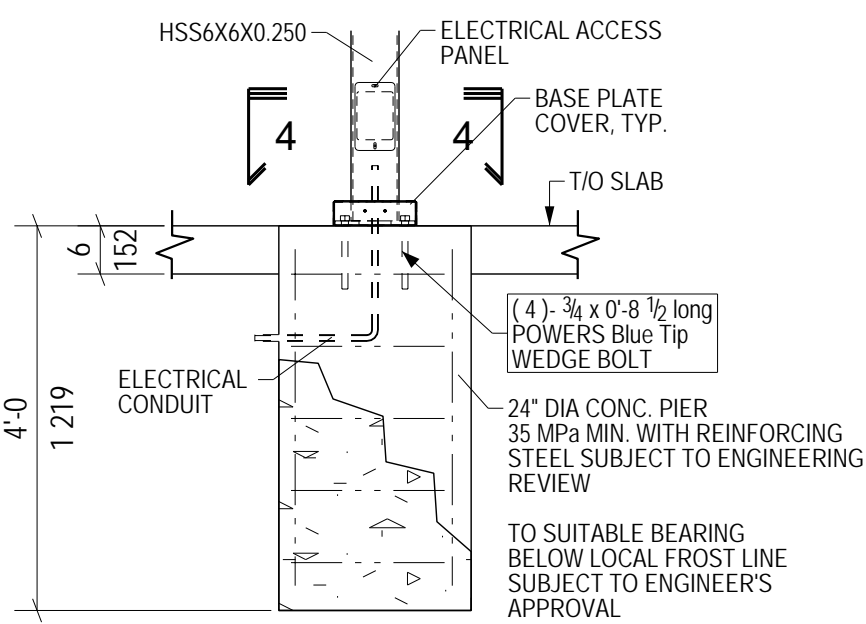 HSS6X6X0.250
ELECTRICAL ACCESS
PANEL
BASE PLATE
COVER, TYP.
4
4
T/O SLAB
6
152
( 4 )- 3/4 x 0'-8 1/2 long
POWERS Blue Tip
WEDGE BOLT
ELECTRICAL
CONDUIT
4'-0
1 219
24" DIA CONC. PIER
35 MPa MIN. WITH REINFORCING
STEEL SUBJECT TO ENGINEERING
REVIEW
TO SUITABLE BEARING
BELOW LOCAL FROST LINE
SUBJECT TO ENGINEER'S
APPROVAL